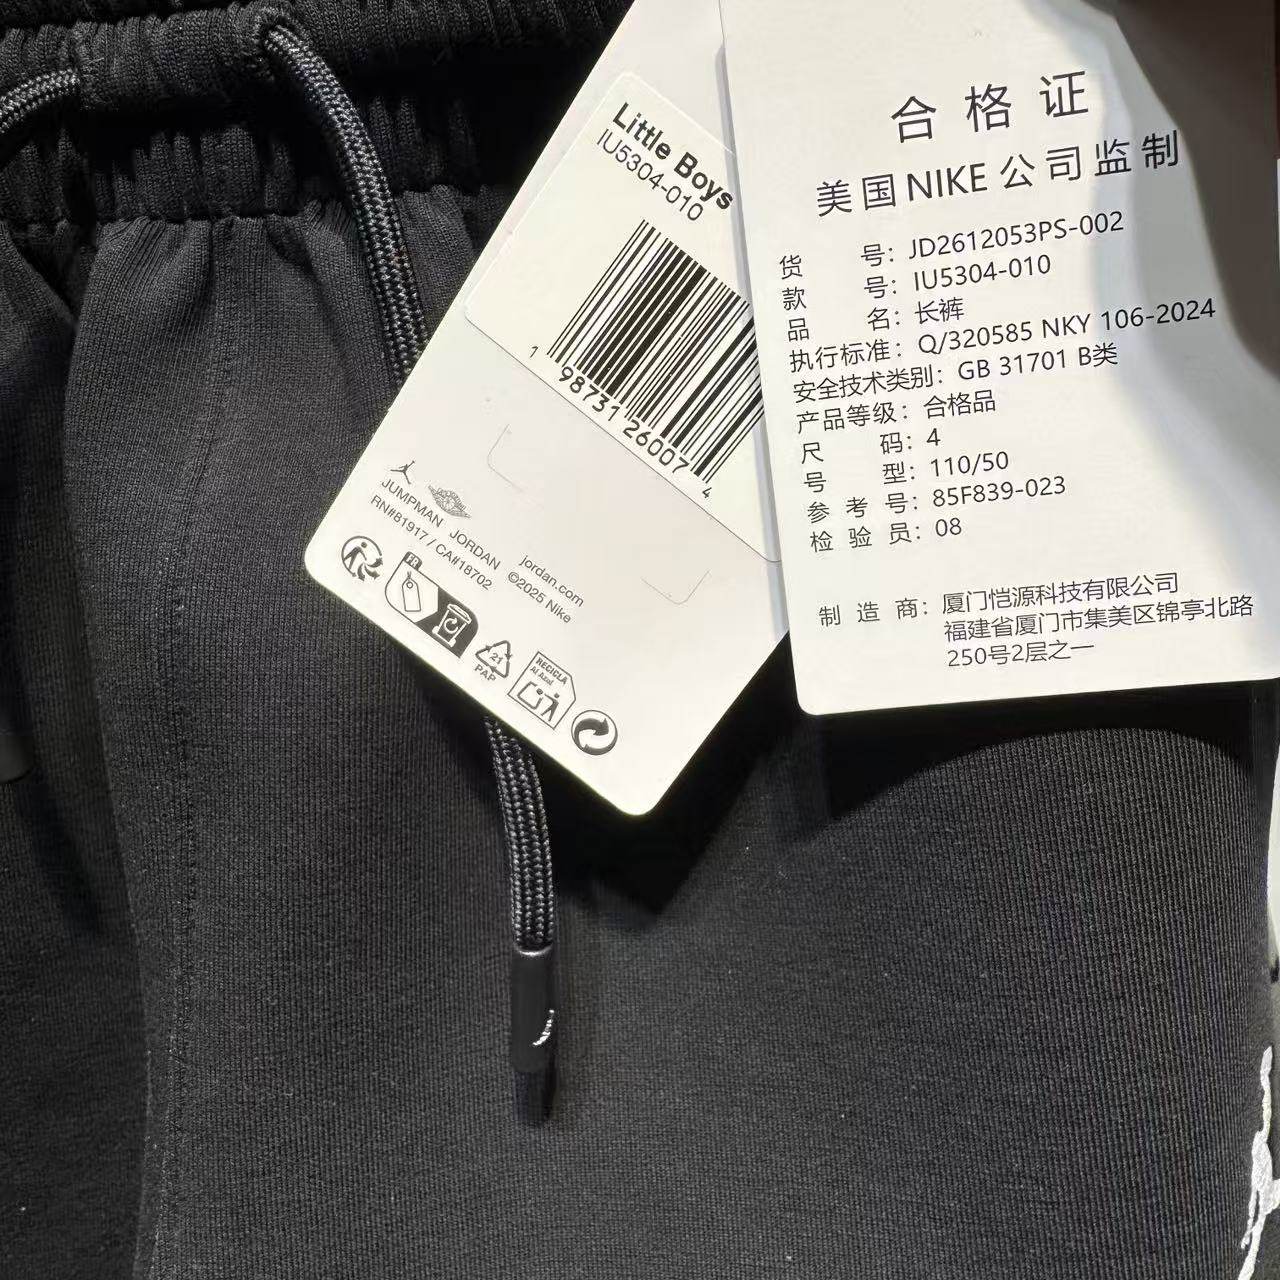 Little Boys
IU5304-010
1 98731 26007 4
JUMPMAN JORDAN jordan.com
RN#81917 / CA#18702 ©2025 Nike
FR
21
PAP
RECICLA
Al Azul
合格证
美国NIKE公司监制
货号：JD2612053PS-002
款号：IU5304-010
品名：长裤
执行标准：Q/320585 NKY 106-2024
安全技术类别：GB 31701 B类
产品等级：合格品
尺码：4
号型：110/50
参考号：85F839-023
检验员：08
制造商：厦门恺源科技有限公司
福建省厦门市集美区锦亭北路
250号2层之一